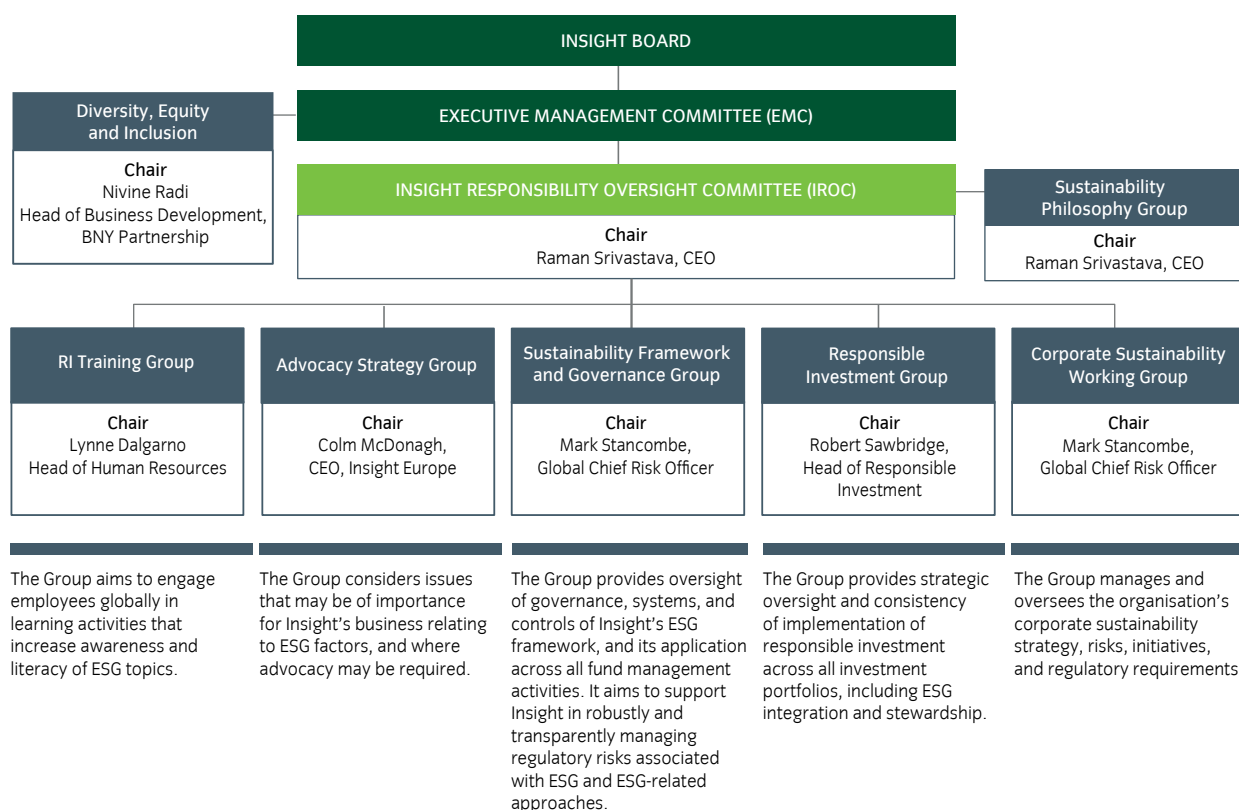 INSIGHT BOARD
Diversity, Equity
and Inclusion
Chair
Nivine Radi
Head of Business Development,
BNY Partnership
EXECUTIVE MANAGEMENT COMMITTEE (EMC)
INSIGHT RESPONSIBILITY OVERSIGHT COMMITTEE (IROC)
Chair
Raman Srivastava, CEO
Sustainability
Philosophy Group
Chair
Raman Srivastava, CEO
RI Training Group
Chair
Lynne Dalgarno
Head of Human Resources
Advocacy Strategy Group
Chair
Colm McDonagh,
CEO, Insight Europe
Sustainability Framework
and Governance Group
Chair
Mark Stancombe,
Global Chief Risk Officer
Responsible
Investment Group
Chair
Robert Sawbridge,
Head of Responsible
Investment
Corporate Sustainability
Working Group
Chair
Mark Stancombe,
Global Chief Risk Officer
The Group aims to engage
employees globally in
learning activities that
increase awareness and
literacy of ESG topics.
The Group considers issues
that may be of importance
for Insight's business relating
to ESG factors, and where
advocacy may be required.
The Group provides oversight
of governance, systems, and
controls of Insight's ESG
framework, and its application
across all fund management
activities. It aims to support
Insight in robustly and
transparently managing
regulatory risks associated
with ESG and ESG-related
approaches.
The Group provides strategic
oversight and consistency
of implementation of
responsible investment
across all investment
portfolios, including ESG
integration and stewardship.
The Group manages and
oversees the organisation's
corporate sustainability
strategy, risks, initiatives,
and regulatory requirements